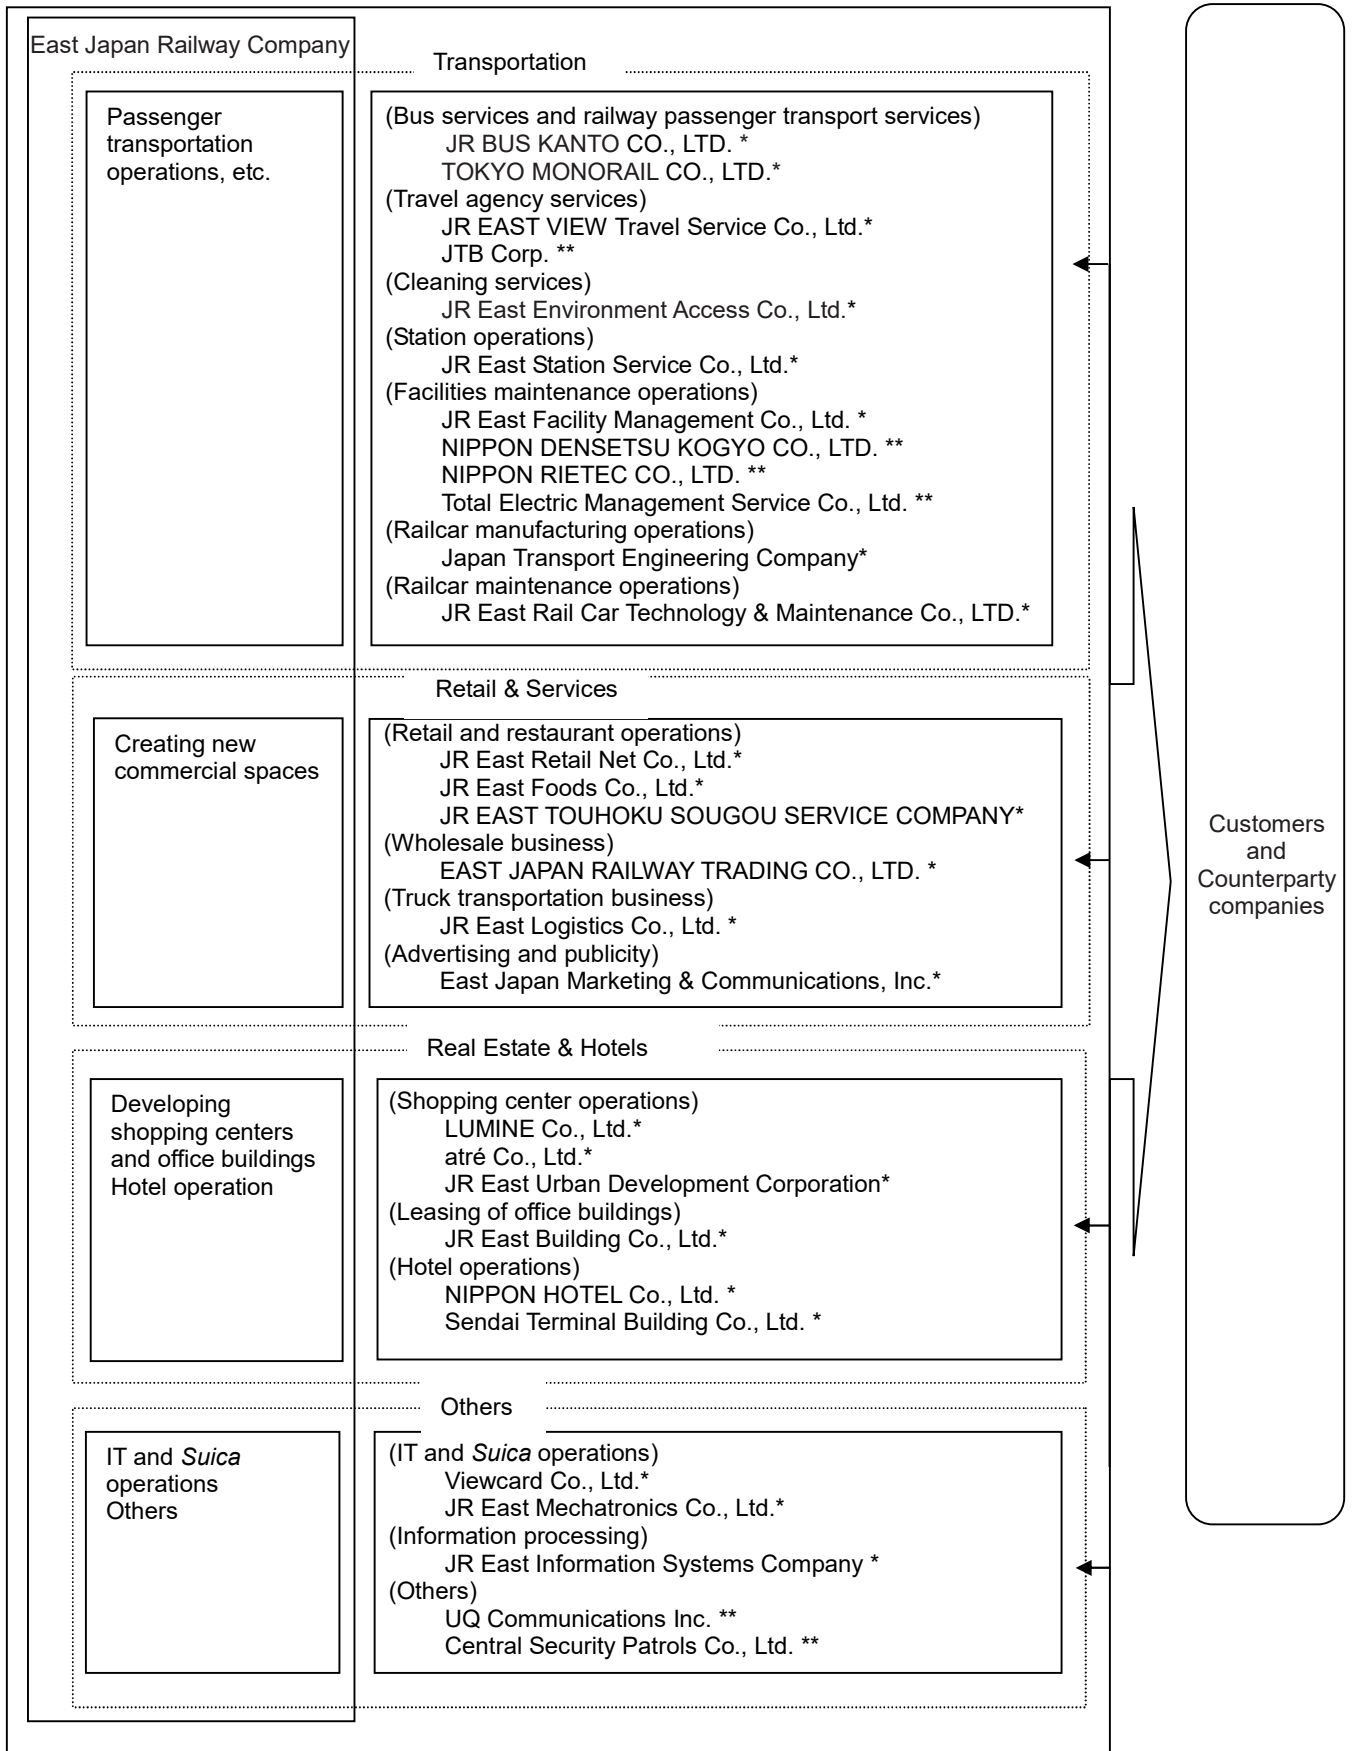 East Japan Railway Company
Transportation
Passenger
transportation
operations, etc.
(Bus services and railway passenger transport services)
JR BUS KANTO CO., LTD. *
TOKYO MONORAIL CO., LTD.*
(Travel agency services)
JR EAST VIEW Travel Service Co., Ltd.*
JTB Corp. **
(Cleaning services)
JR East Environment Access Co., Ltd.*
(Station operations)
JR East Station Service Co., Ltd.*
(Facilities maintenance operations)
JR East Facility Management Co., Ltd. *
NIPPON DENSETSU KOGYO CO., LTD. **
NIPPON RIETEC CO., LTD. **
Total Electric Management Service Co., Ltd. **
(Railcar manufacturing operations)
Japan Transport Engineering Company*
(Railcar maintenance operations)
JR East Rail Car Technology & Maintenance Co., LTD.*
Retail & Services
Creating new
commercial spaces
(Retail and restaurant operations)
JR East Retail Net Co., Ltd.*
JR East Foods Co., Ltd.*
JR EAST TOUHOKU SOUGOU SERVICE COMPANY*
(Wholesale business)
EAST JAPAN RAILWAY TRADING CO., LTD. *
(Truck transportation business)
JR East Logistics Co., Ltd. *
(Advertising and publicity)
East Japan Marketing & Communications, Inc.*
Real Estate & Hotels
Developing
shopping centers
and office buildings
Hotel operation
(Shopping center operations)
LUMINE Co., Ltd.*
atré Co., Ltd.*
JR East Urban Development Corporation*
(Leasing of office buildings)
JR East Building Co., Ltd.*
(Hotel operations)
NIPPON HOTEL Co., Ltd. *
Sendai Terminal Building Co., Ltd. *
Others
IT and Suica
operations
Others
(IT and Suica operations)
Viewcard Co., Ltd.*
JR East Mechatronics Co., Ltd.*
(Information processing)
JR East Information Systems Company *
(Others)
UQ Communications Inc. **
Central Security Patrols Co., Ltd. **
Customers
and
Counterparty
companies